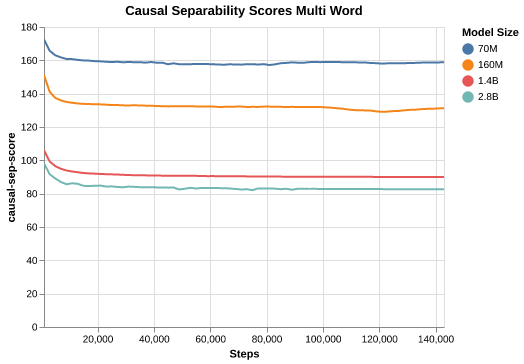 Causal Separability Scores Multi Word
Model Size
70M
160M
1.4B
2.8B
causal-sep-score
180
160
140
120
100
80
60
40
20
0
20,000 40,000 60,000 80,000 100,000 120,000 140,000
Steps